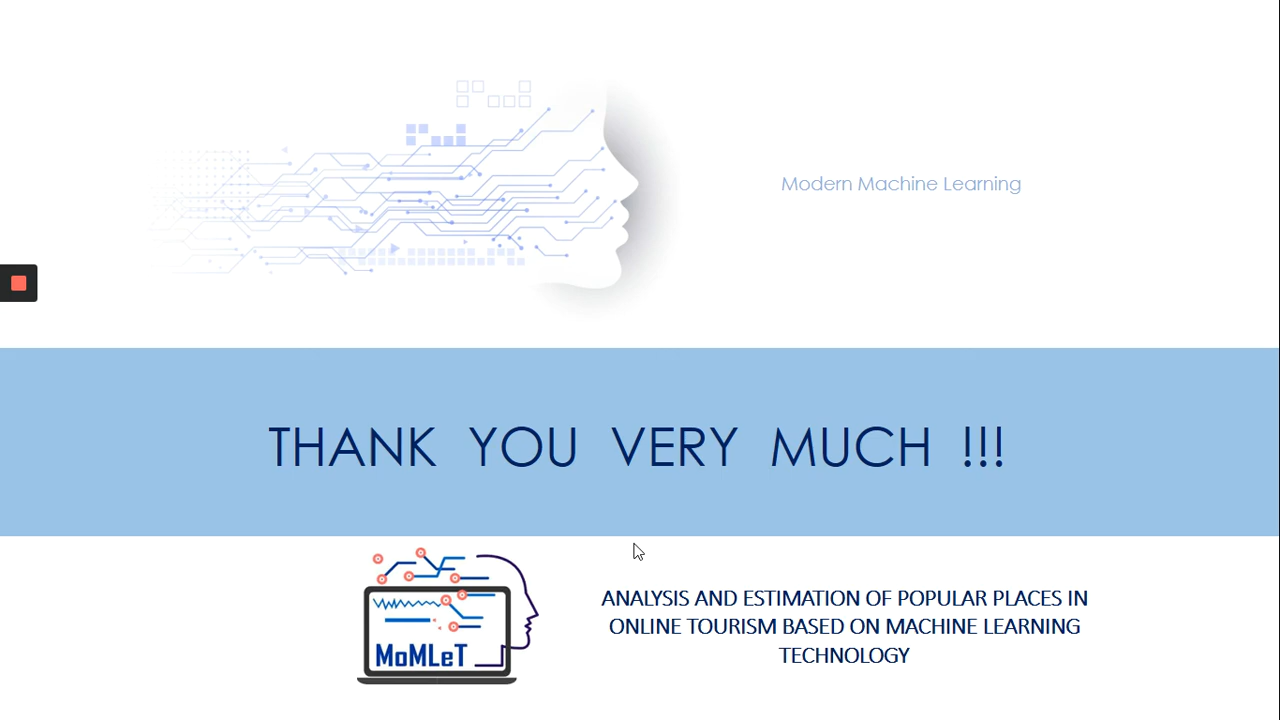 Modern Machine Learning
THANK YOU VERY MUCH !!!
MoMLeT
ANALYSIS AND ESTIMATION OF POPULAR PLACES IN
ONLINE TOURISM BASED ON MACHINE LEARNING
TECHNOLOGY